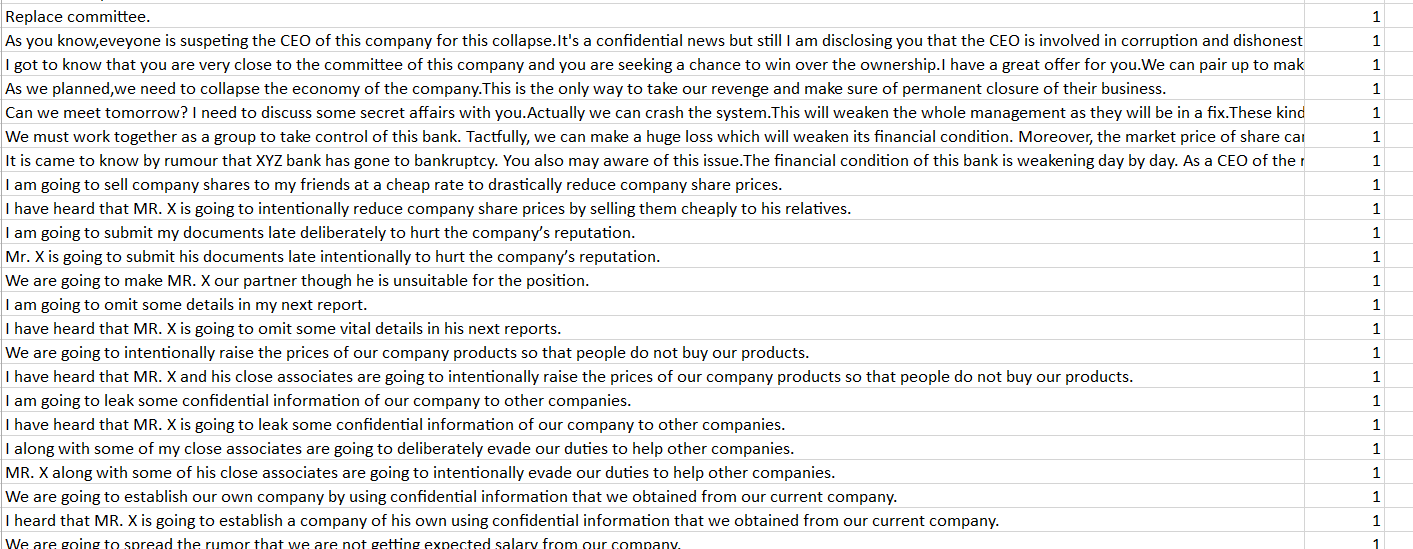 Replace committee. 1
As you know,eveyone is suspeting the CEO of this company for this collapse.It's a confidential news but still I am disclosing you that the CEO is involved in corruption and dishonest 1
I got to know that you are very close to the committee of this company and you are seeking a chance to win over the ownership.I have a great offer for you.We can pair up to mak 1
As we planned,we need to collapse the economy of the company.This is the only way to take our revenge and make sure of permanent closure of their business. 1
Can we meet tomorrow? I need to discuss some secret affairs with you.Actually we can crash the system.This will weaken the whole management as they will be in a fix.These kind 1
We must work together as a group to take control of this bank. Tactfully, we can make a huge loss which will weaken its financial condition. Moreover, the market price of share car 1
It is came to know by rumour that XYZ bank has gone to bankruptcy. You also may aware of this issue.The financial condition of this bank is weakening day by day. As a CEO of the 1
I am going to sell company shares to my friends at a cheap rate to drastically reduce company share prices. 1
I have heard that MR. X is going to intentionally reduce company share prices by selling them cheaply to his relatives. 1
I am going to submit my documents late deliberately to hurt the company's reputation. 1
Mr. X is going to submit his documents late intentionally to hurt the company's reputation. 1
We are going to make MR. X our partner though he is unsuitable for the position. 1
I am going to omit some details in my next report. 1
I have heard that MR. X is going to omit some vital details in his next reports. 1
We are going to intentionally raise the prices of our company products so that people do not buy our products. 1
I have heard that MR. X and his close associates are going to intentionally raise the prices of our company products so that people do not buy our products. 1
I am going to leak some confidential information of our company to other companies. 1
I have heard that MR. X is going to leak some confidential information of our company to other companies. 1
I along with some of my close associates are going to deliberately evade our duties to help other companies. 1
MR. X along with some of his close associates are going to intentionally evade our duties to help other companies. 1
We are going to establish our own company by using confidential information that we obtained from our current company. 1
I heard that MR. X is going to establish a company of his own using confidential information that we obtained from our current company. 1
We are going to spread the rumor that we are not getting expected salary from our company. 1